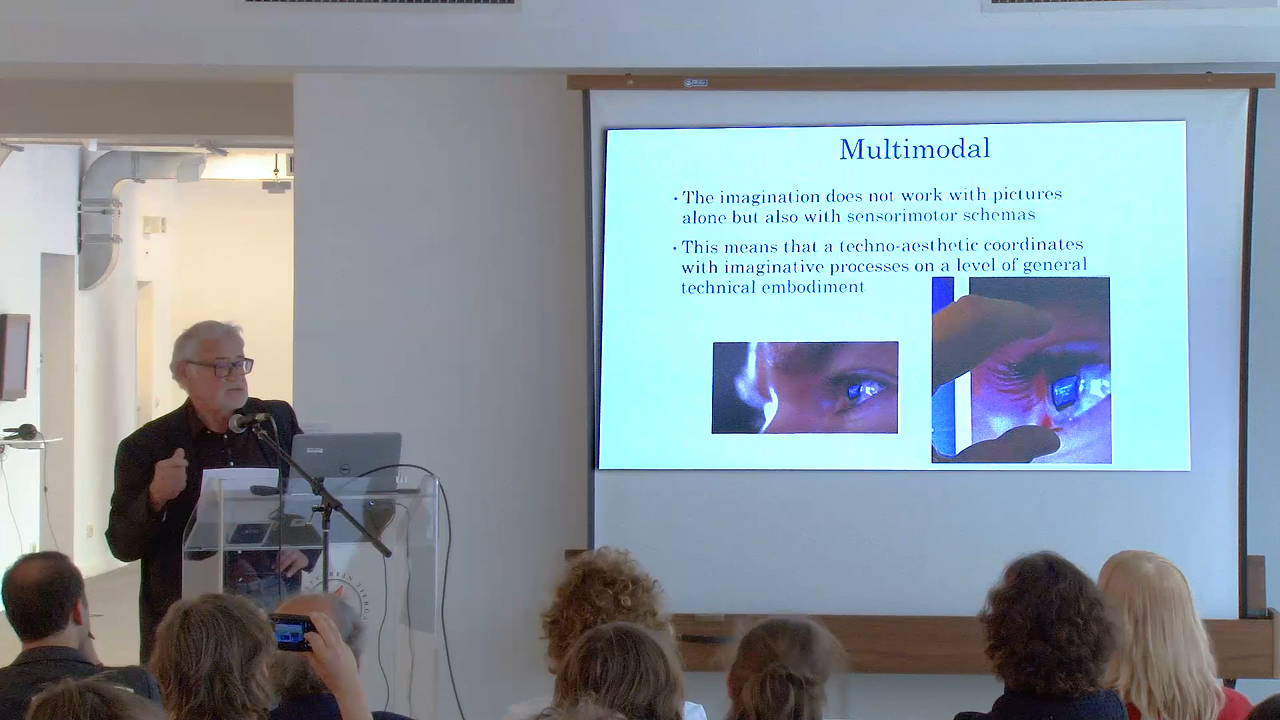 Multimodal
• The imagination does not work with pictures
alone but also with sensorimotor schemas
• This means that a techno-aesthetic coordinates
with imaginative processes on a level of general
technical embodiment
DELL